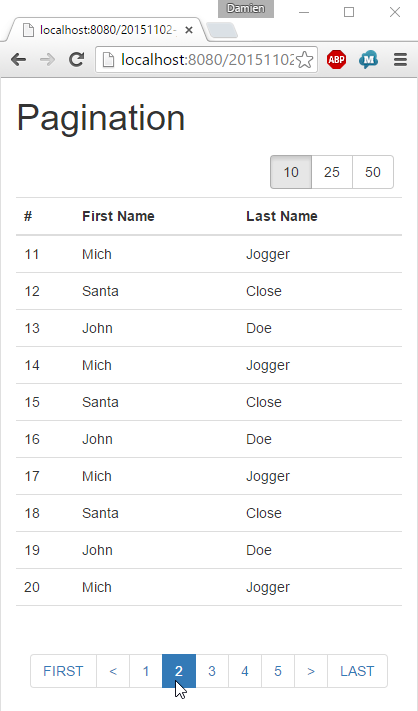 Damien
localhost:8080/20151102-
localhost:8080/20151102
ABP
M
Pagination
10 25 50
# First Name Last Name
11 Mich Jogger
12 Santa Close
13 John Doe
14 Mich Jogger
15 Santa Close
16 John Doe
17 Mich Jogger
18 Santa Close
19 John Doe
20 Mich Jogger
FIRST < 1 2 3 4 5 > LAST